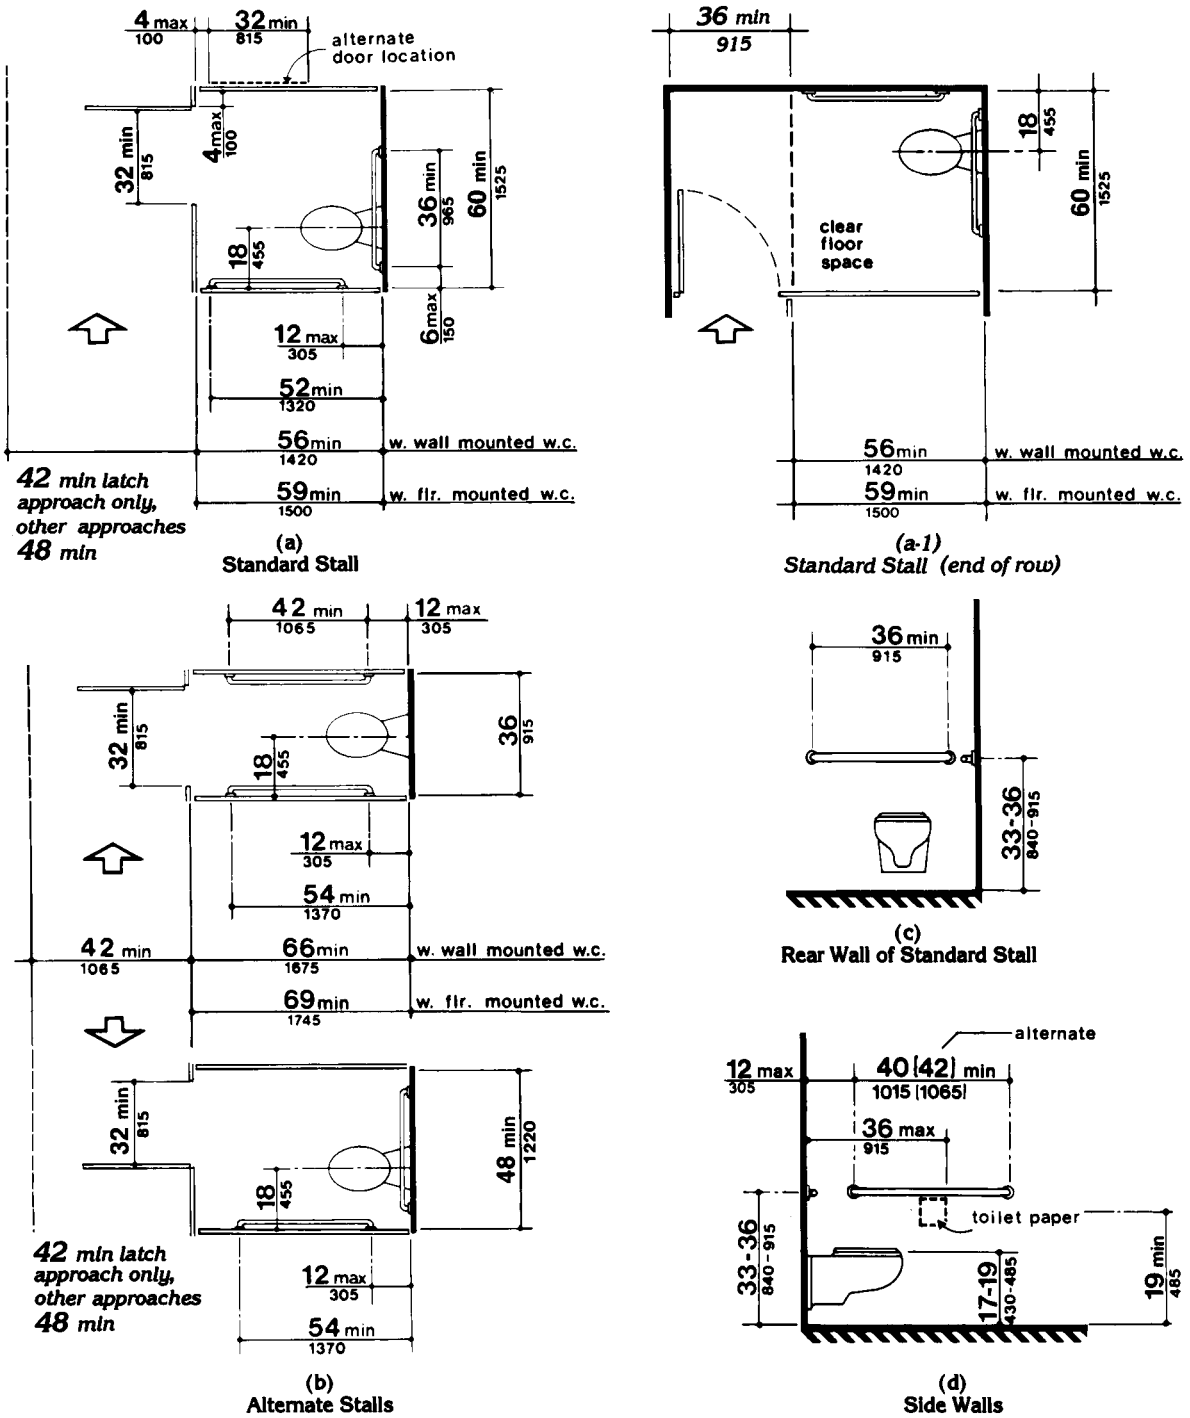 4 max
100
32 min
815
alternate
door location
32 min
815
4 max
100
36 min
965
60 min
1525
18
455
6 max
150
12 max
305
52 min
1320
56 min
1420
w. wall mounted w.c.
59 min
1500
w. flr. mounted w.c.
42 min latch
approach only,
other approaches
48 min
(a)
Standard Stall
36 min
915
18
455
60 min
1525
clear
floor
space
56 min
1420
w. wall mounted w.c.
59 min
1500
w. flr. mounted w.c.
(a-1)
Standard Stall (end of row)
42 min
1065
12 max
305
32 min
815
36
915
18
455
12 max
305
54 min
1370
42 min
1065
66 min
1675
w. wall mounted w.c.
69 min
1745
w. flr. mounted w.c.
32 min
815
48 min
1220
18
455
42 min latch
approach only,
other approaches
48 min
12 max
305
54 min
1370
(b)
Alternate Stalls
36 min
915
33-36
840-915
(c)
Rear Wall of Standard Stall
alternate
12 max
305
40 (42) min
1015 (1065)
36 max
915
toilet paper
33-36
840-915
17-19
430-485
19 min
485
(d)
Side Walls